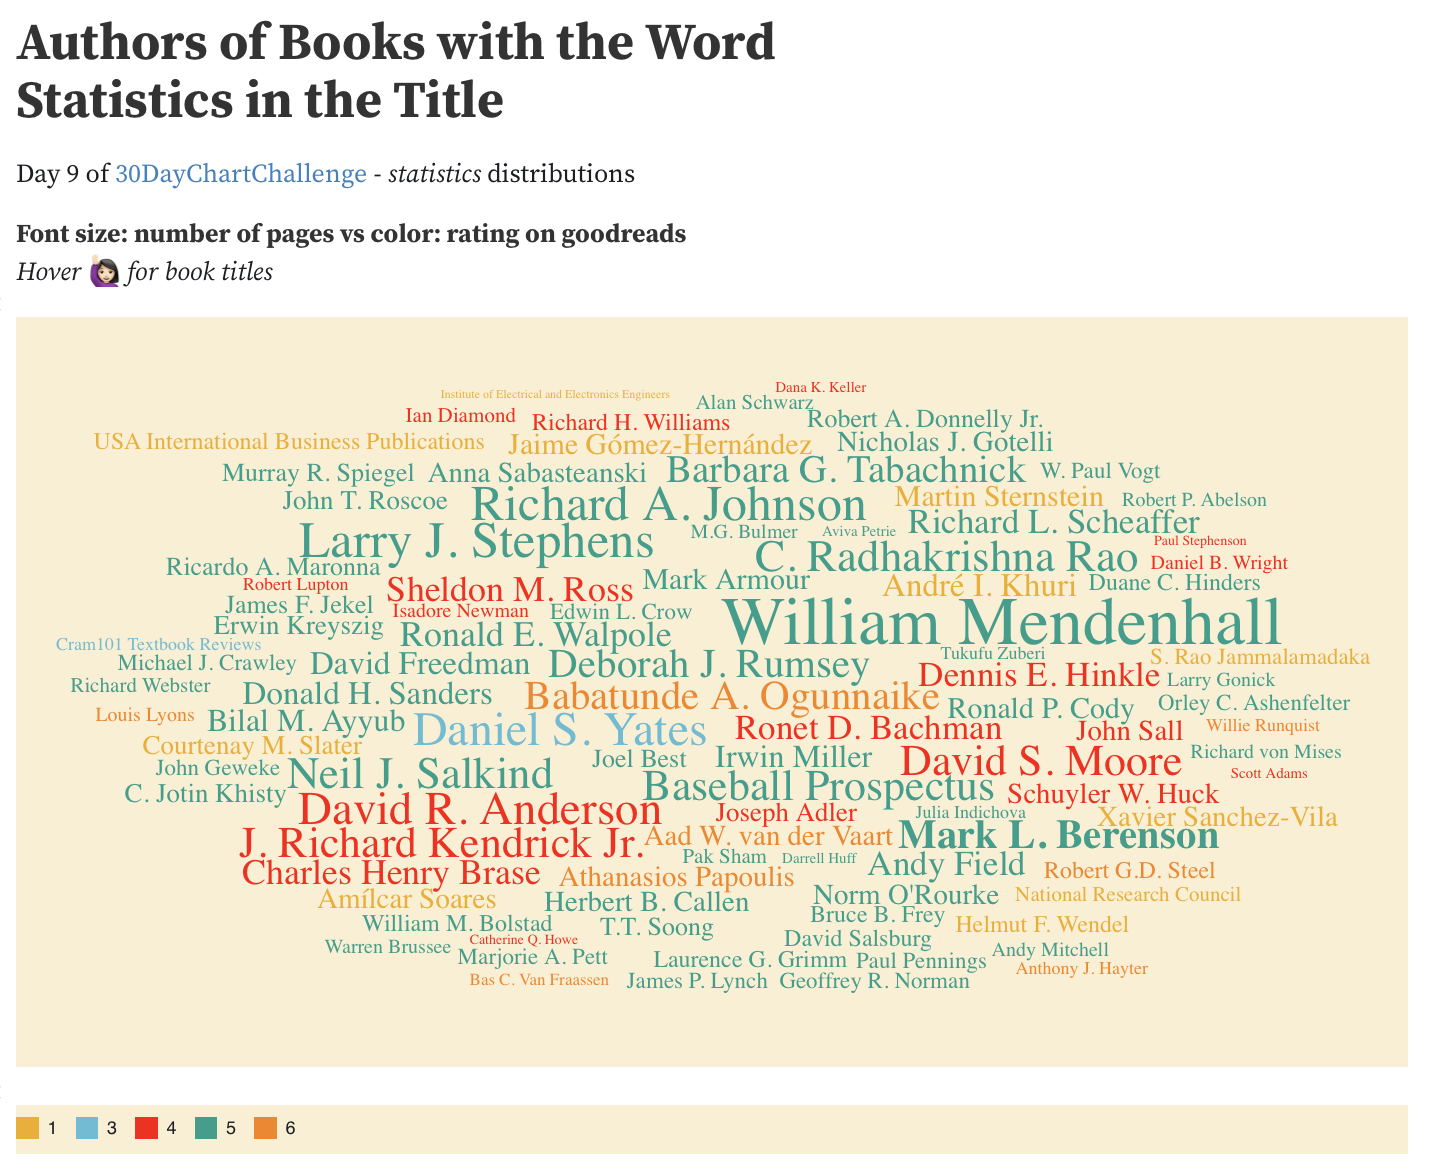 Authors of Books with the Word
Statistics in the Title
Day 9 of 30DayChartChallenge - statistics distributions
Font size: number of pages vs color: rating on goodreads
Hover 🙋🏻‍♀️ for book titles
Dana K. Keller
Institute of Electrical and Electronics Engineers
Alan Schwarz
Ian Diamond
Richard H. Williams
Robert A. Donnelly Jr.
USA International Business Publications
Jaime Gómez-Hernández
Nicholas J. Gotelli
Murray R. Spiegel
Anna Sabasteanski
Barbara G. Tabachnick
W. Paul Vogt
John T. Roscoe
Richard A. Johnson
Martin Sternstein
Robert P. Abelson
Larry J. Stephens
M.G. Bulmer
Aviva Petrie
Richard L. Scheaffer
Paul Stephenson
Ricardo A. Maronna
C. Radhakrishna Rao
Daniel B. Wright
Robert Lupton
Sheldon M. Ross
Mark Armour
André I. Khuri
Duane C. Hinders
James F. Jekel
Isadore Newman
Edwin L. Crow
William Mendenhall
Erwin Kreyszig
Ronald E. Walpole
Cram101 Textbook Reviews
Tukufu Zuberi
S. Rao Jammalamadaka
Michael J. Crawley
David Freedman
Deborah J. Rumsey
Dennis E. Hinkle
Larry Gonick
Richard Webster
Donald H. Sanders
Babatunde A. Ogunnaike
Ronald P. Cody
Orley C. Ashenfelter
Louis Lyons
Bilal M. Ayyub
Daniel S. Yates
Ronet D. Bachman
John Sall
Willie Runquist
Courtenay M. Slater
Joel Best
Irwin Miller
David S. Moore
Richard von Mises
John Geweke
Neil J. Salkind
Scott Adams
C. Jotin Khisty
Baseball Prospectus
Schuyler W. Huck
David R. Anderson
Joseph Adler
Julia Indichova
Xavier Sanchez-Vila
J. Richard Kendrick Jr.
Aad W. van der Vaart
Mark L. Berenson
Charles Henry Brase
Pak Sham
Darrell Huff
Andy Field
Robert G.D. Steel
Athanasios Papoulis
Amílcar Soares
Herbert B. Callen
Norm O'Rourke
National Research Council
William M. Bolstad
T.T. Soong
Bruce B. Frey
Helmut F. Wendel
Warren Brussee
Catherine Q. Howe
David Salsburg
Andy Mitchell
Marjorie A. Pett
Laurence G. Grimm
Paul Pennings
Anthony J. Hayter
Bas C. Van Fraassen
James P. Lynch
Geoffrey R. Norman
1 3 4 5 6